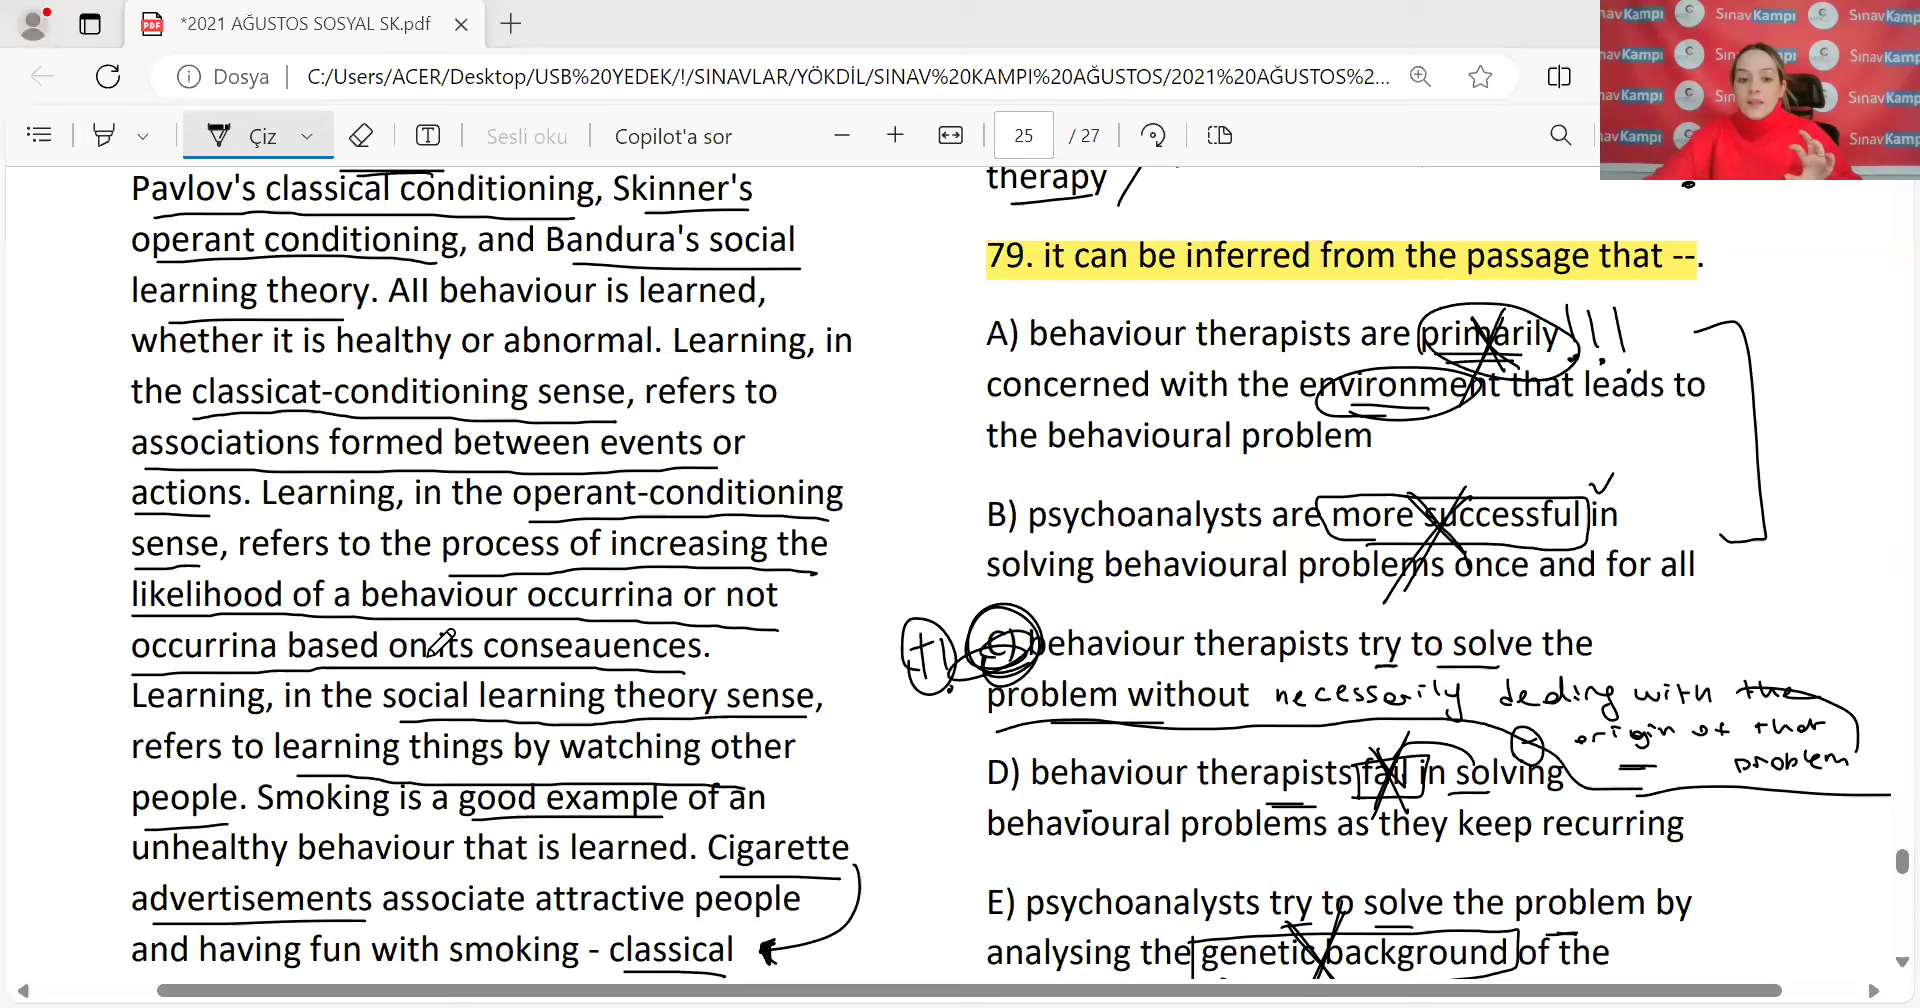 *2021 AĞUSTOS SOSYAL SK.pdf
Dosya
C:/Users/ACER/Desktop/USB%20YEDEK/!/SINAVLAR/YÖKDİL/SINAV%20KAMPI%20AĞUSTOS/2021%20AĞUSTOS%2...
Çiz
Sesli oku
Copilot'a sor
25
/ 27
navKampı SınavKampı SınavKamp
Pavlov's classical conditioning, Skinner's
operant conditioning, and Bandura's social
learning theory. AII behaviour is learned,
whether it is healthy or abnormal. Learning, in
the classicat-conditioning sense, refers to
associations formed between events or
actions. Learning, in the operant-conditioning
sense, refers to the process of increasing the
likelihood of a behaviour occurrina or not
occurrina based on its conseauences.
Learning, in the social learning theory sense,
refers to learning things by watching other
people. Smoking is a good example of an
unhealthy behaviour that is learned. Cigarette
advertisements associate attractive people
and having fun with smoking - classical
therapy
79. it can be inferred from the passage that --.
A) behaviour therapists are primarily !!!
concerned with the environment that leads to
the behavioural problem
B) psychoanalysts are more successful in
solving behavioural problems once and for all
C) behaviour therapists try to solve the
problem without necessarily dealing with the
origin of that
problem
D) behaviour therapists fail in solving
behavioural problems as they keep recurring
E) psychoanalysts try to solve the problem by
analysing the genetic background of the